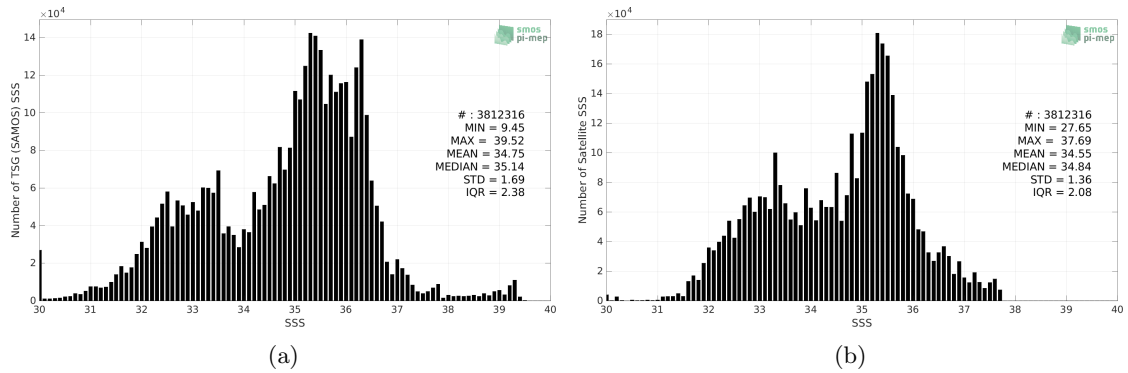 ×10⁴
smos
pi-mep
14
12
10
8
6
4
2
0
Number of TSG (SAMOS) SSS
# : 3812316
MIN = 9.45
MAX = 39.52
MEAN = 34.75
MEDIAN = 35.14
STD = 1.69
IQR = 2.38
30 31 32 33 34 35 36 37 38 39 40
SSS
(a)
×10⁴
smos
pi-mep
18
16
14
12
10
8
6
4
2
0
Number of Satellite SSS
# : 3812316
MIN = 27.65
MAX = 37.69
MEAN = 34.55
MEDIAN = 34.84
STD = 1.36
IQR = 2.08
30 31 32 33 34 35 36 37 38 39 40
SSS
(b)